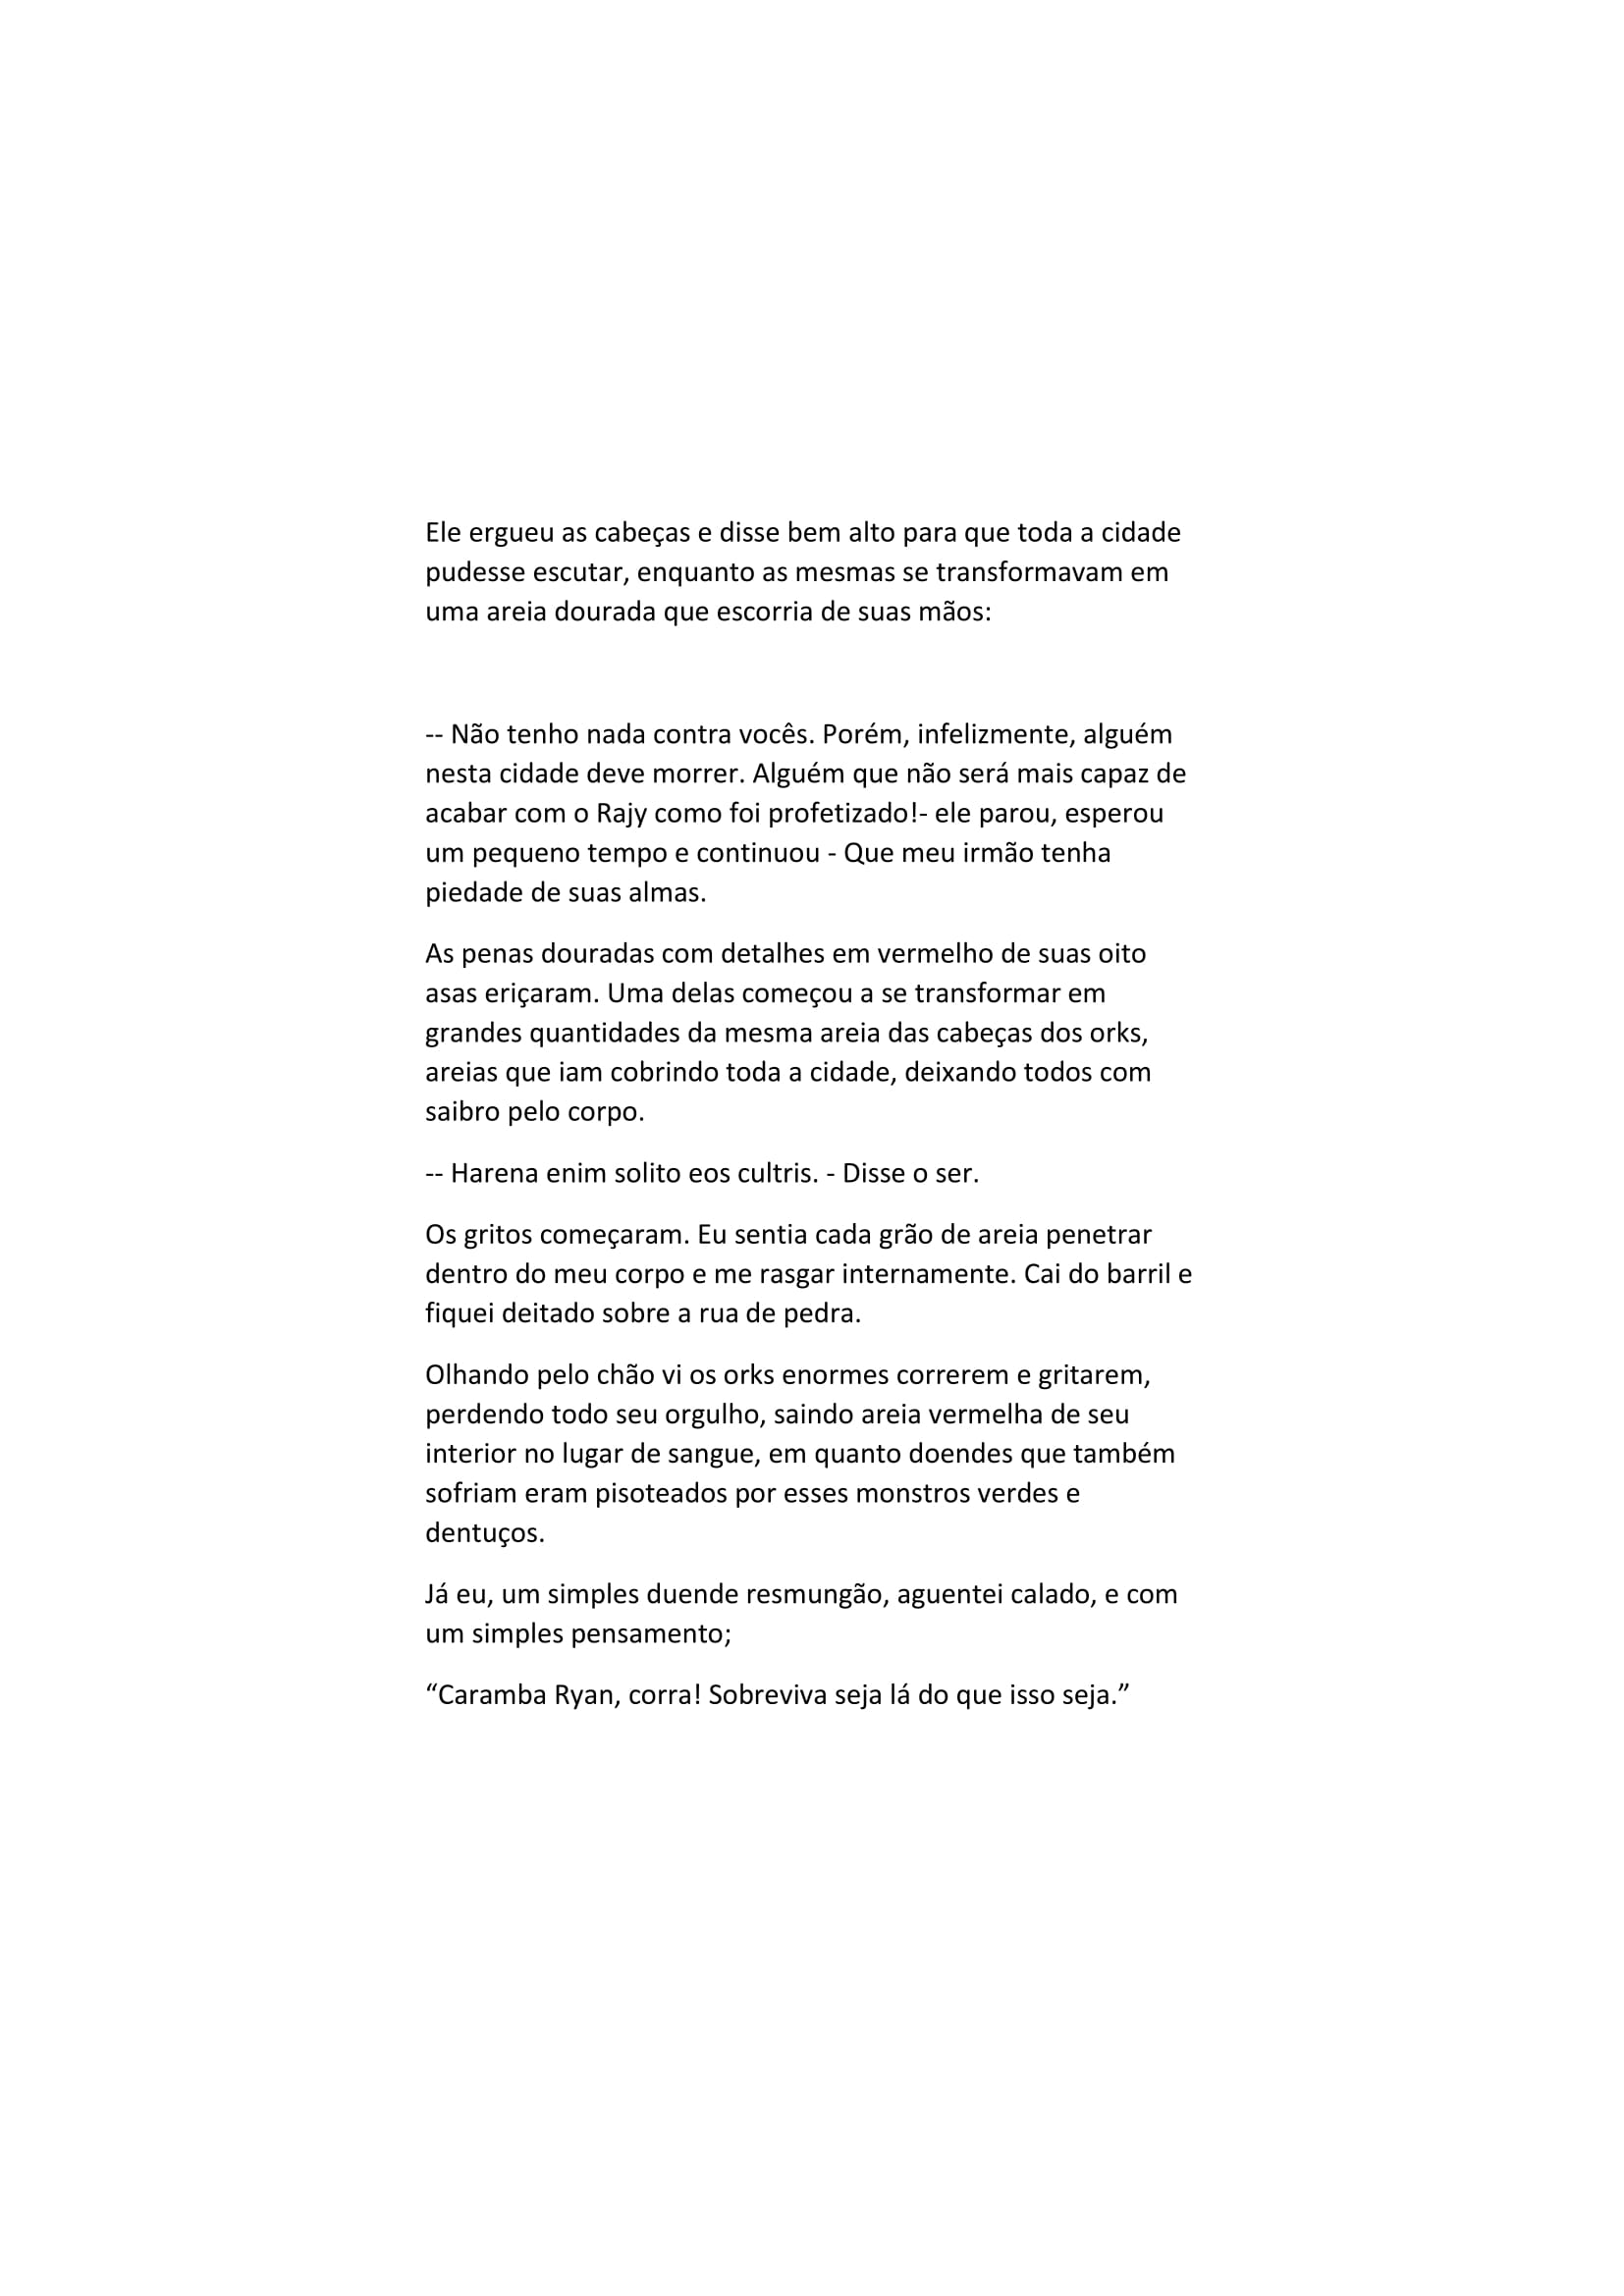 Ele ergueu as cabeças e disse bem alto para que toda a cidade
pudesse escutar, enquanto as mesmas se transformavam em
uma areia dourada que escorria de suas mãos:
-- Não tenho nada contra vocês. Porém, infelizmente, alguém
nesta cidade deve morrer. Alguém que não será mais capaz de
acabar com o Rajy como foi profetizado!- ele parou, esperou
um pequeno tempo e continuou - Que meu irmão tenha
piedade de suas almas.
As penas douradas com detalhes em vermelho de suas oito
asas eriçaram. Uma delas começou a se transformar em
grandes quantidades da mesma areia das cabeças dos orks,
areias que iam cobrindo toda a cidade, deixando todos com
saibro pelo corpo.
-- Harena enim solito eos cultris. - Disse o ser.
Os gritos começaram. Eu sentia cada grão de areia penetrar
dentro do meu corpo e me rasgar internamente. Cai do barril e
fiquei deitado sobre a rua de pedra.
Olhando pelo chão vi os orks enormes correrem e gritarem,
perdendo todo seu orgulho, saindo areia vermelha de seu
interior no lugar de sangue, em quanto doendes que também
sofriam eram pisoteados por esses monstros verdes e
dentuços.
Já eu, um simples duende resmungão, aguentei calado, e com
um simples pensamento;
“Caramba Ryan, corra! Sobreviva seja lá do que isso seja.”